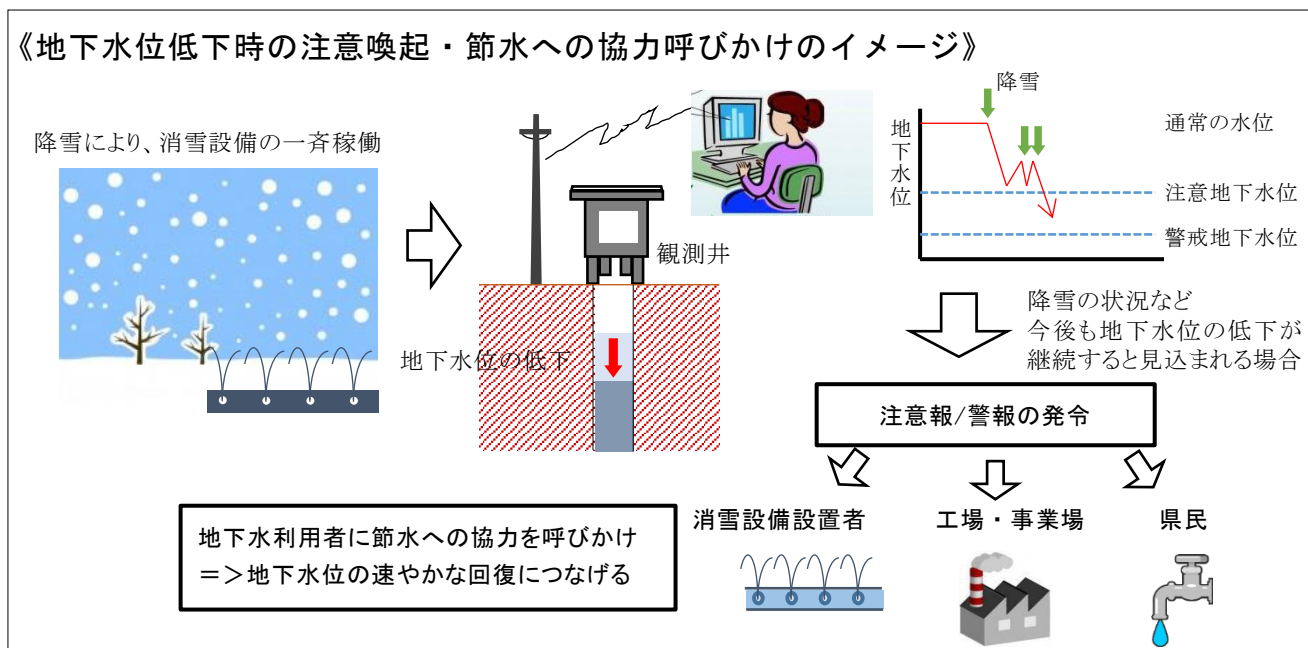 《地下水位低下時の注意喚起・節水への協力呼びかけのイメージ》
降雪により、消雪設備の一斉稼働
観測井
地下水位の低下
降雪
地下水位
通常の水位
注意地下水位
警戒地下水位
降雪の状況など
今後も地下水位の低下が
継続すると見込まれる場合
注意報/警報の発令
消雪設備設置者
工場・事業場
県民
地下水利用者に節水への協力を呼びかけ
＝＞地下水位の速やかな回復につなげる